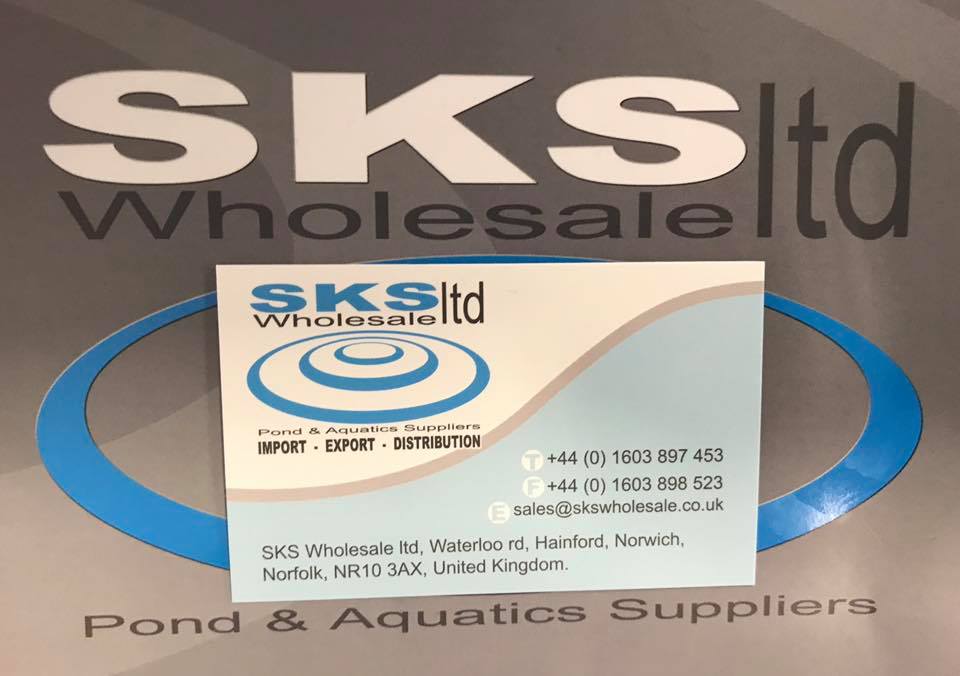 SKS ltd
Wholesale
SKS ltd
Wholesale
Pond & Aquatics Suppliers
IMPORT - EXPORT - DISTRIBUTION
T +44 (0) 1603 897 453
F +44 (0) 1603 898 523
E sales@skswholesale.co.uk
SKS Wholesale ltd, Waterloo rd, Hainford, Norwich,
Norfolk, NR10 3AX, United Kingdom.
Pond & Aquatics Suppliers